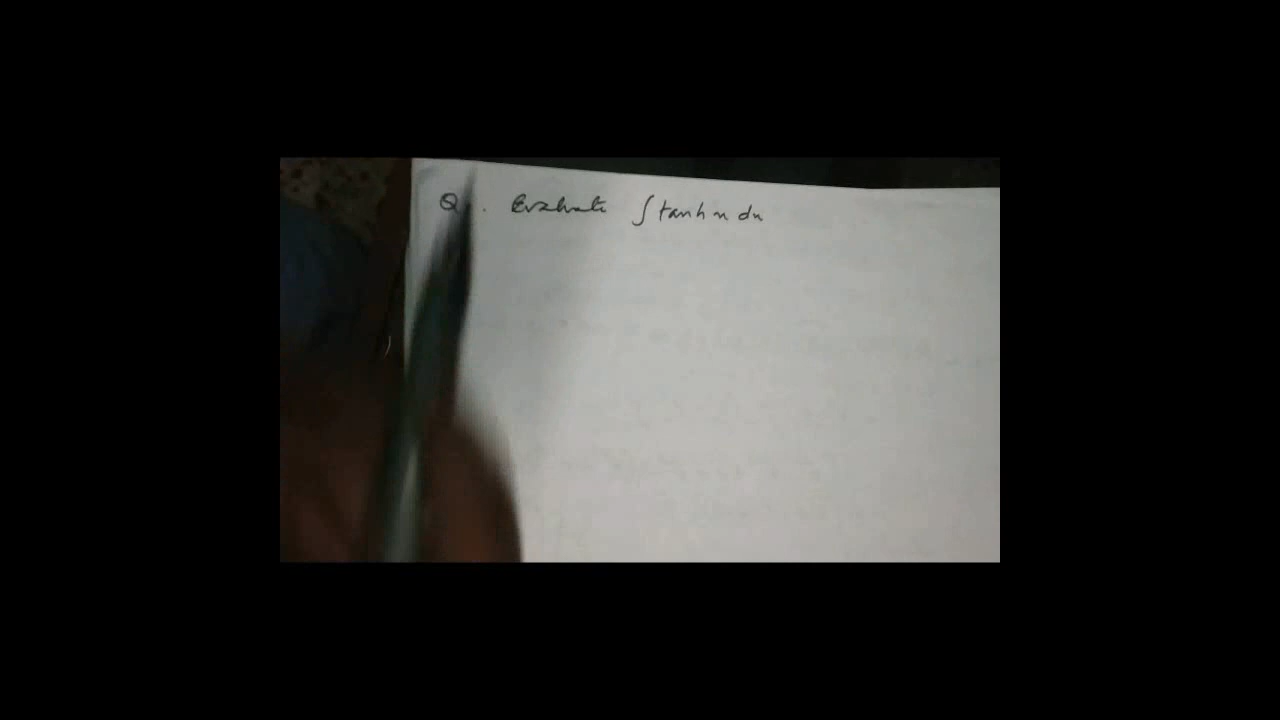 Q. Evaluate ∫ tanh x dx